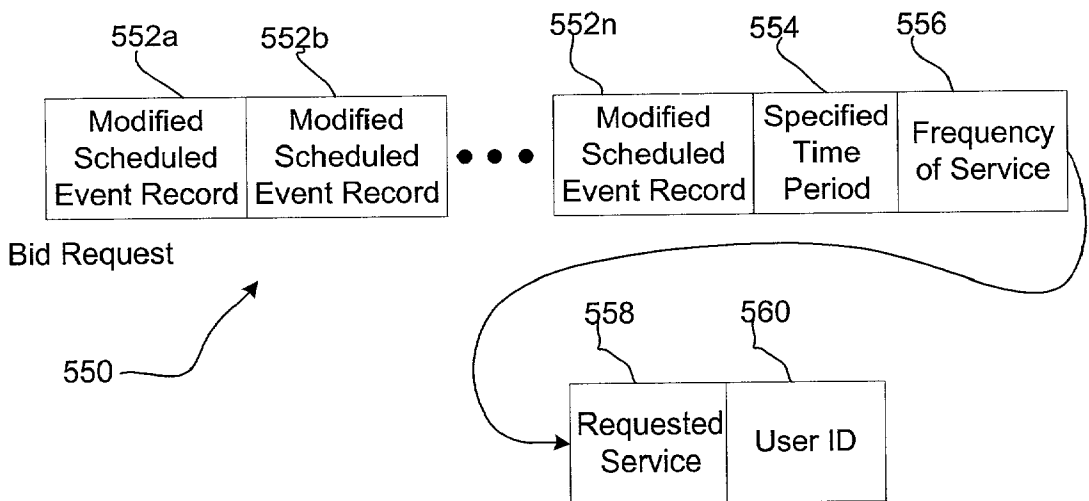 552a 552b 552n 554 556
Modified Scheduled Event Record
Modified Scheduled Event Record
Modified Scheduled Event Record
Specified Time Period
Frequency of Service
Bid Request
550
558 560
Requested Service
User ID